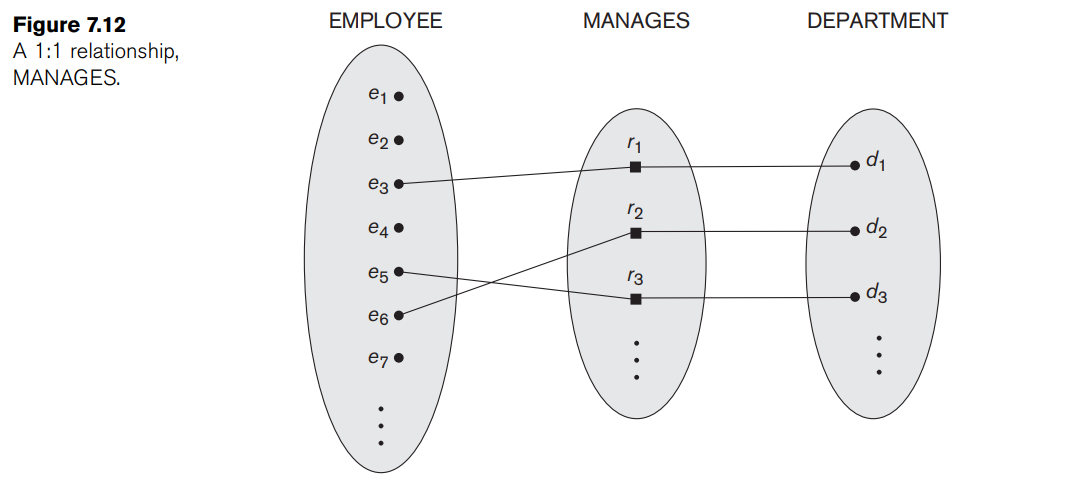 Figure 7.12
A 1:1 relationship,
MANAGES.
EMPLOYEE MANAGES DEPARTMENT
e1
e2
e3
e4
e5
e6
e7
r1
r2
r3
d1
d2
d3